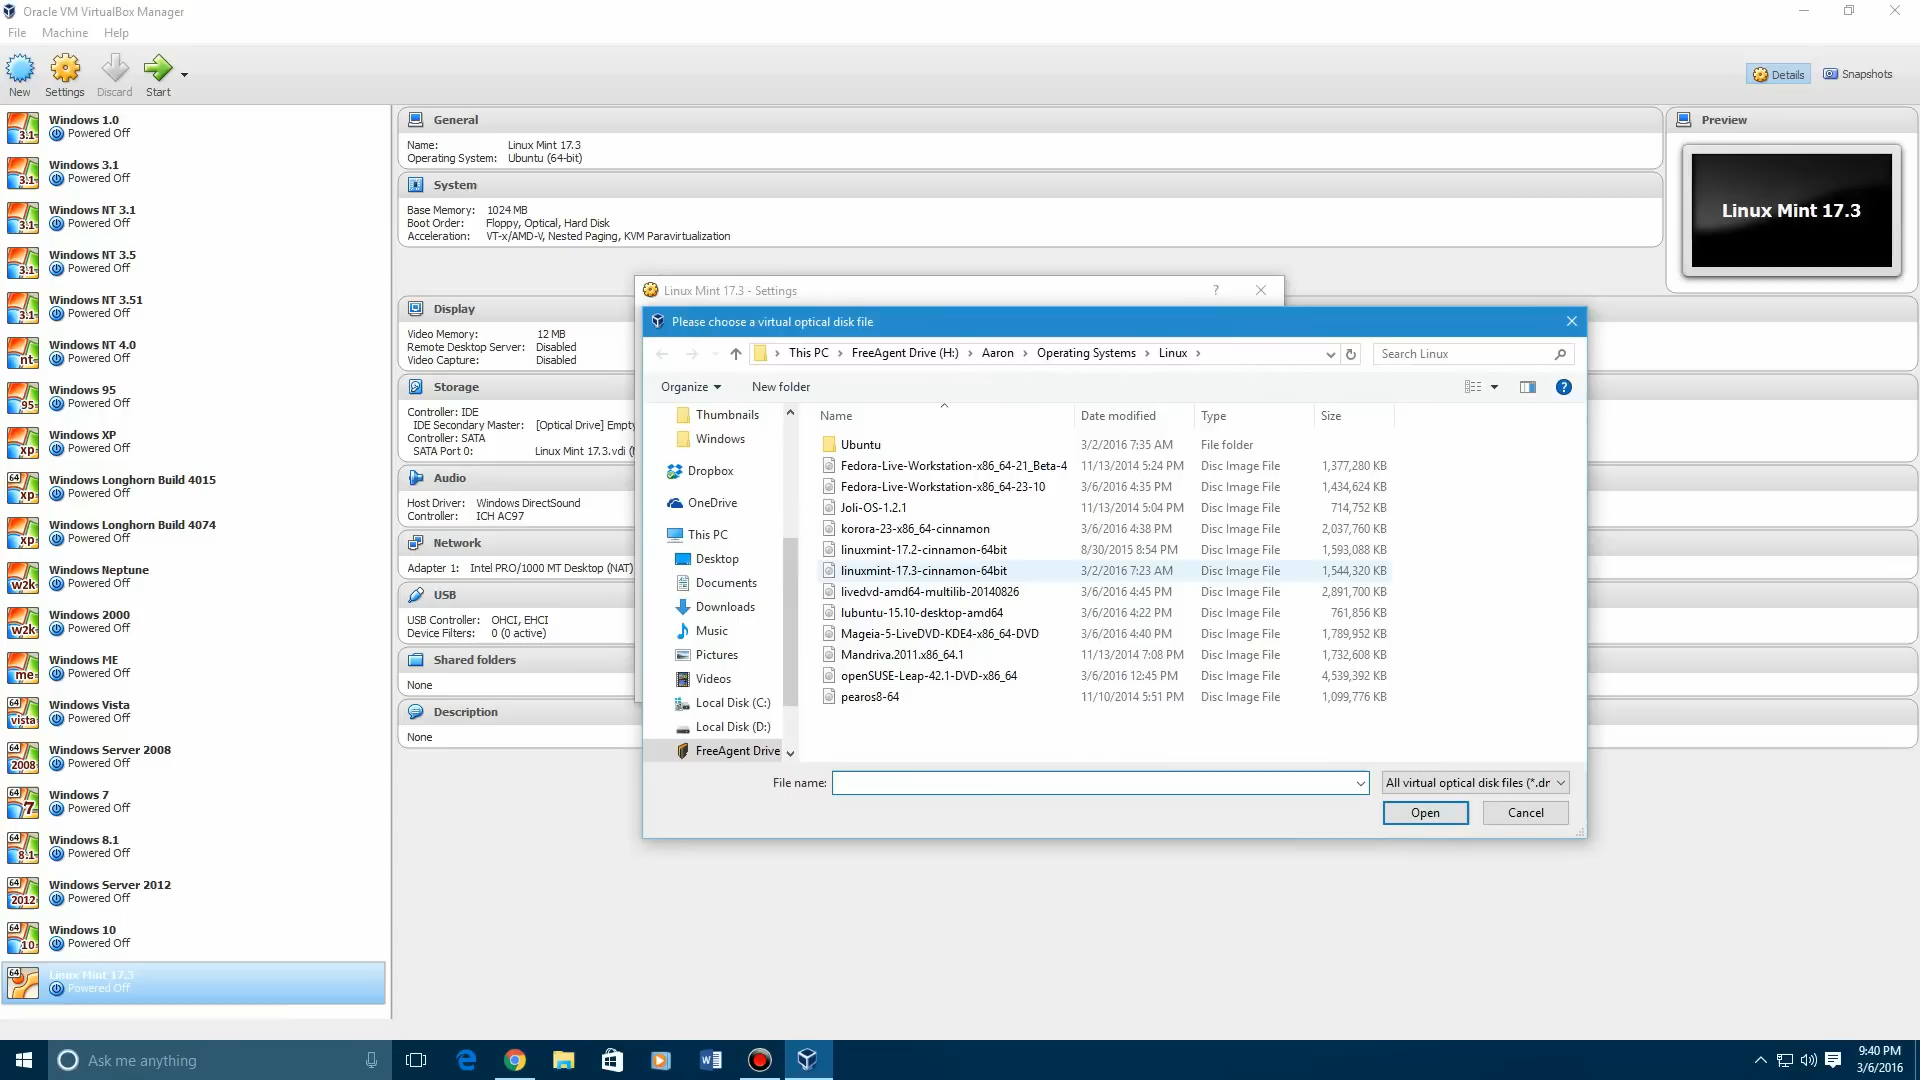 Oracle VM VirtualBox Manager
File Machine Help
New Settings Discard Start
Details Snapshots
Windows 1.0
Powered Off
Windows 3.1
Powered Off
Windows NT 3.1
Powered Off
Windows NT 3.5
Powered Off
Windows NT 3.51
Powered Off
Windows NT 4.0
Powered Off
Windows 95
Powered Off
Windows XP
Powered Off
Windows Longhorn Build 4015
Powered Off
Windows Longhorn Build 4074
Powered Off
Windows Neptune
Powered Off
Windows 2000
Powered Off
Windows ME
Powered Off
Windows Vista
Powered Off
Windows Server 2008
Powered Off
Windows 7
Powered Off
Windows 8.1
Powered Off
Windows Server 2012
Powered Off
Windows 10
Powered Off
Linux Mint 17.3
Powered Off
General
Name: Linux Mint 17.3
Operating System: Ubuntu (64-bit)
System
Base Memory: 1024 MB
Boot Order: Floppy, Optical, Hard Disk
Acceleration: VT-x/AMD-V, Nested Paging, KVM Paravirtualization
Preview
Linux Mint 17.3
Display
Video Memory: 12 MB
Remote Desktop Server: Disabled
Video Capture: Disabled
Storage
Controller: IDE
IDE Secondary Master: [Optical Drive] Empty
Controller: SATA
SATA Port 0: Linux Mint 17.3.vdi (
Audio
Host Driver: Windows DirectSound
Controller: ICH AC97
Network
Adapter 1: Intel PRO/1000 MT Desktop (NAT)
USB
USB Controller: OHCI, EHCI
Device Filters: 0 (0 active)
Shared folders
None
Description
None
Linux Mint 17.3 - Settings
Please choose a virtual optical disk file
This PC › FreeAgent Drive (H:) › Aaron › Operating Systems › Linux ›
Search Linux
Organize New folder
Thumbnails
Windows
Dropbox
OneDrive
This PC
Desktop
Documents
Downloads
Music
Pictures
Videos
Local Disk (C:)
Local Disk (D:)
FreeAgent Drive
Name Date modified Type Size
Ubuntu 3/2/2016 7:35 AM File folder
Fedora-Live-Workstation-x86_64-21_Beta-4 11/13/2014 5:24 PM Disc Image File 1,377,280 KB
Fedora-Live-Workstation-x86_64-23-10 3/6/2016 4:35 PM Disc Image File 1,434,624 KB
Joli-OS-1.2.1 11/13/2014 5:04 PM Disc Image File 714,752 KB
korora-23-x86_64-cinnamon 3/6/2016 4:38 PM Disc Image File 2,037,760 KB
linuxmint-17.2-cinnamon-64bit 8/30/2015 8:54 PM Disc Image File 1,593,088 KB
linuxmint-17.3-cinnamon-64bit 3/2/2016 7:23 AM Disc Image File 1,544,320 KB
livedvd-amd64-multilib-20140826 3/6/2016 4:45 PM Disc Image File 2,891,700 KB
lubuntu-15.10-desktop-amd64 3/6/2016 4:22 PM Disc Image File 761,856 KB
Mageia-5-LiveDVD-KDE4-x86_64-DVD 3/6/2016 4:40 PM Disc Image File 1,789,952 KB
Mandriva.2011.x86_64.1 11/13/2014 7:08 PM Disc Image File 1,732,608 KB
openSUSE-Leap-42.1-DVD-x86_64 3/6/2016 12:45 PM Disc Image File 4,539,392 KB
pearos8-64 11/10/2014 5:51 PM Disc Image File 1,099,776 KB
File name: All virtual optical disk files (*.dr
Open Cancel
Ask me anything
9:40 PM
3/6/2016